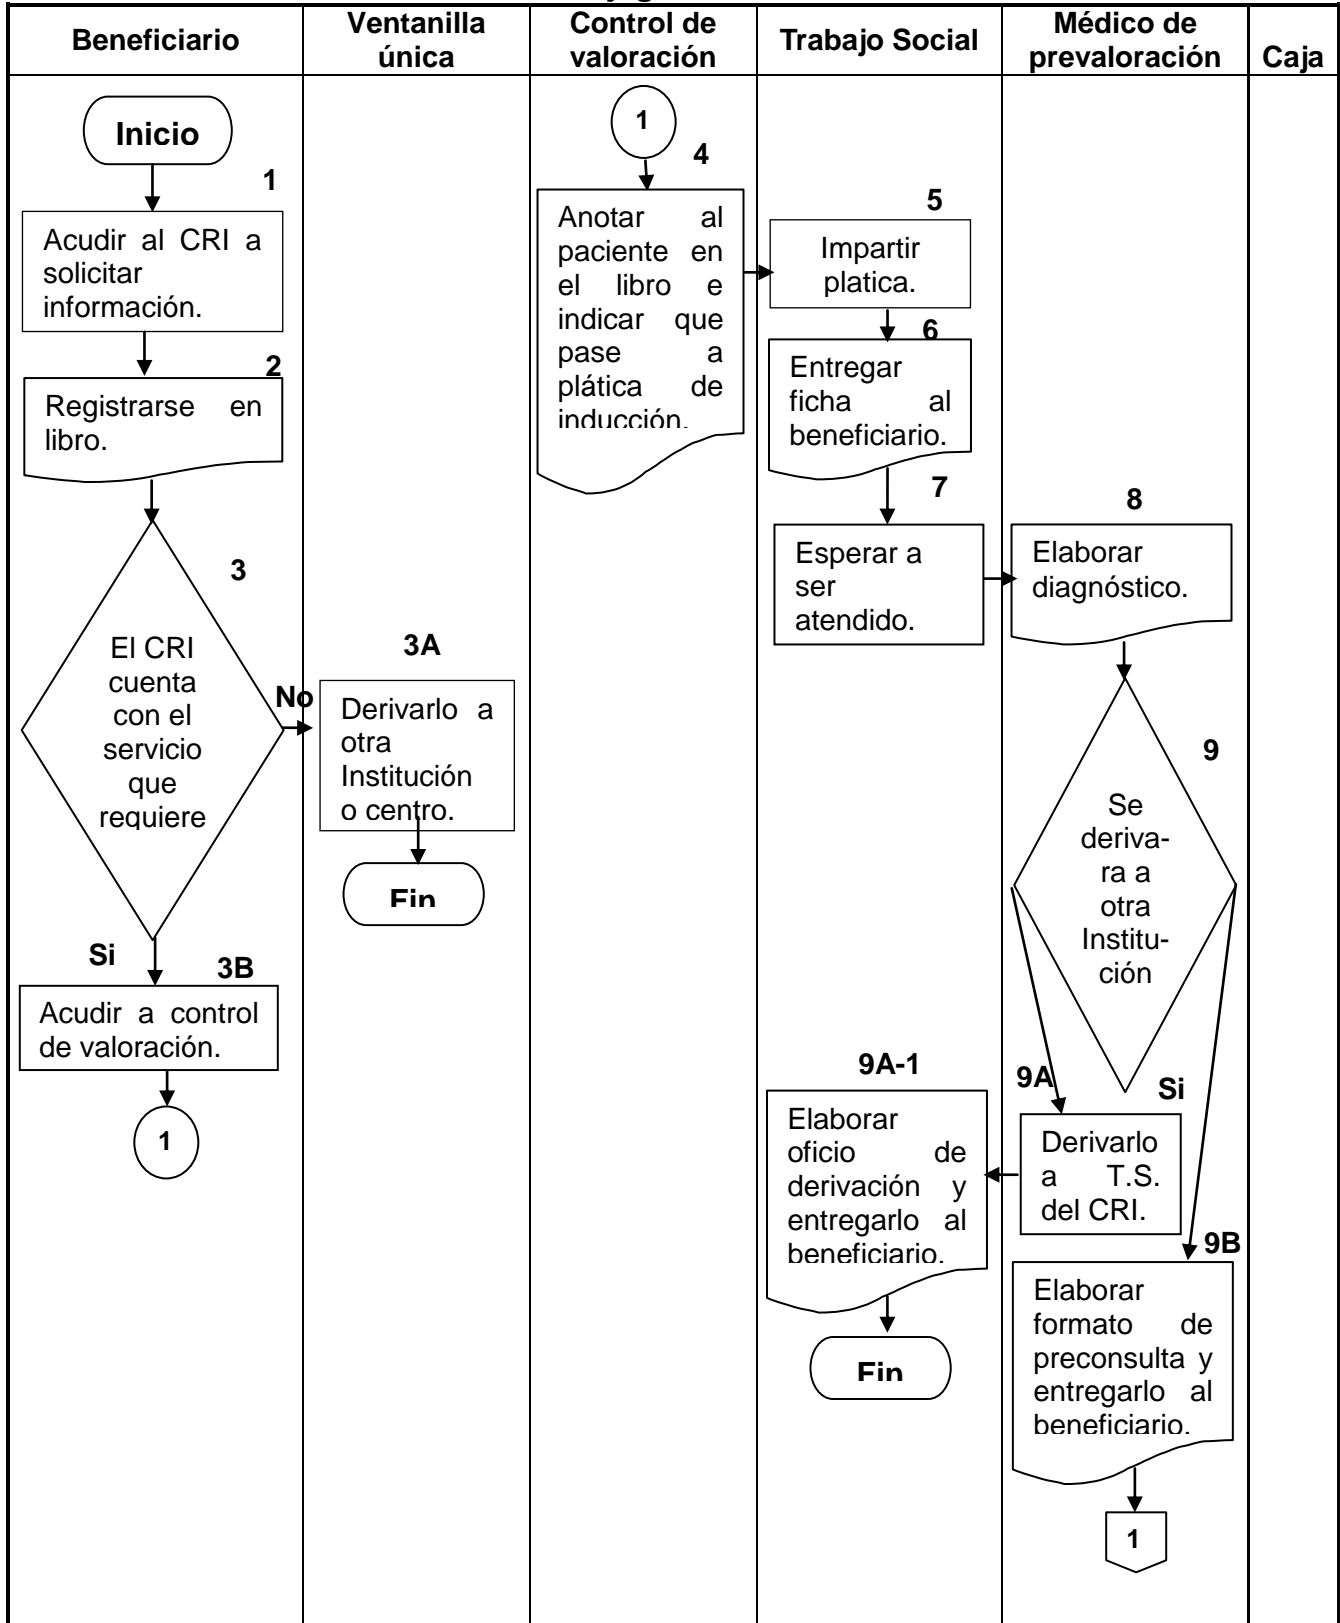 Beneficiario
Ventanilla
única
Control de
valoración
Trabajo Social
Médico de
prevaloración
Caja
Inicio
1
Acudir al CRI a
solicitar
información.
2
Registrarse en
libro.
3
El CRI
cuenta
con el
servicio
que
requiere
No
Si
3B
Acudir a control
de valoración.
1
3A
Derivarlo a
otra
Institución
o centro.
Fin
1
4
Anotar al
paciente en
el libro e
indicar que
pase a
plática de
inducción.
5
Impartir
platica.
6
Entregar
ficha al
beneficiario.
7
Esperar a
ser
atendido.
8
Elaborar
diagnóstico.
9
Se
deriva-
ra a
otra
Institu-
ción
9A
Si
Derivarlo
a T.S.
del CRI.
9A-1
Elaborar
oficio de
derivación y
entregarlo al
beneficiario.
Fin
9B
Elaborar
formato de
preconsulta y
entregarlo al
beneficiario.
1